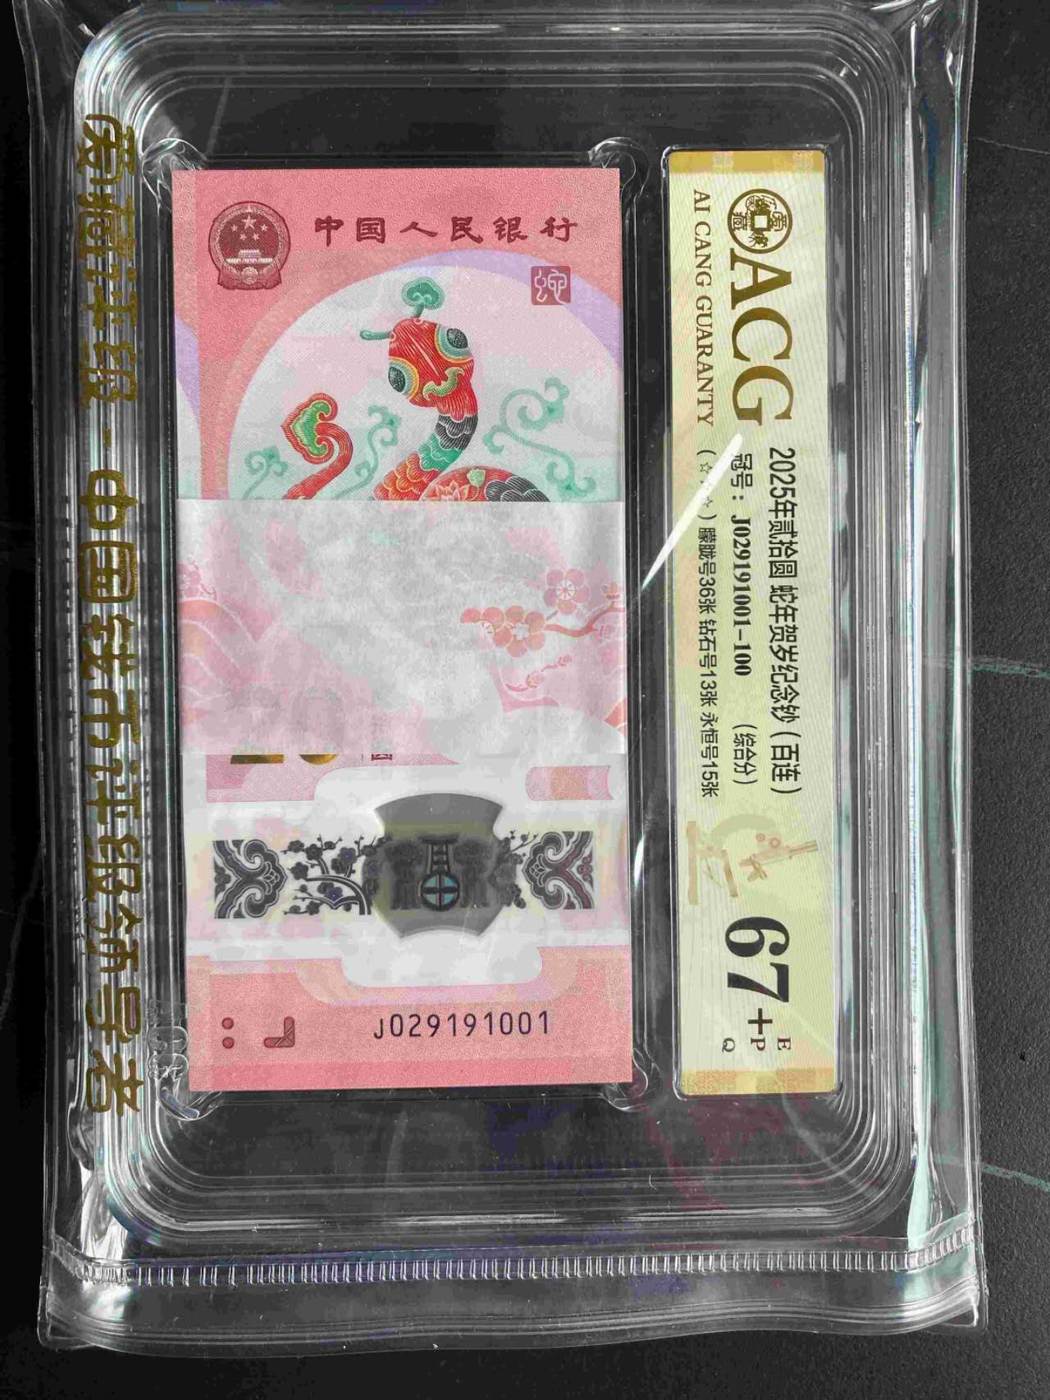 中国人民银行
J029191001
爱藏评级-中国钱币评级领导者
ACG
AI CANG GUARANTY
2025年贰拾圆 蛇年贺岁纪念钞（百连）
冠号：J029191001-100 （综合分）
朦胧号36张 钻石号13张 永恒号15张
67+
E
P
Q